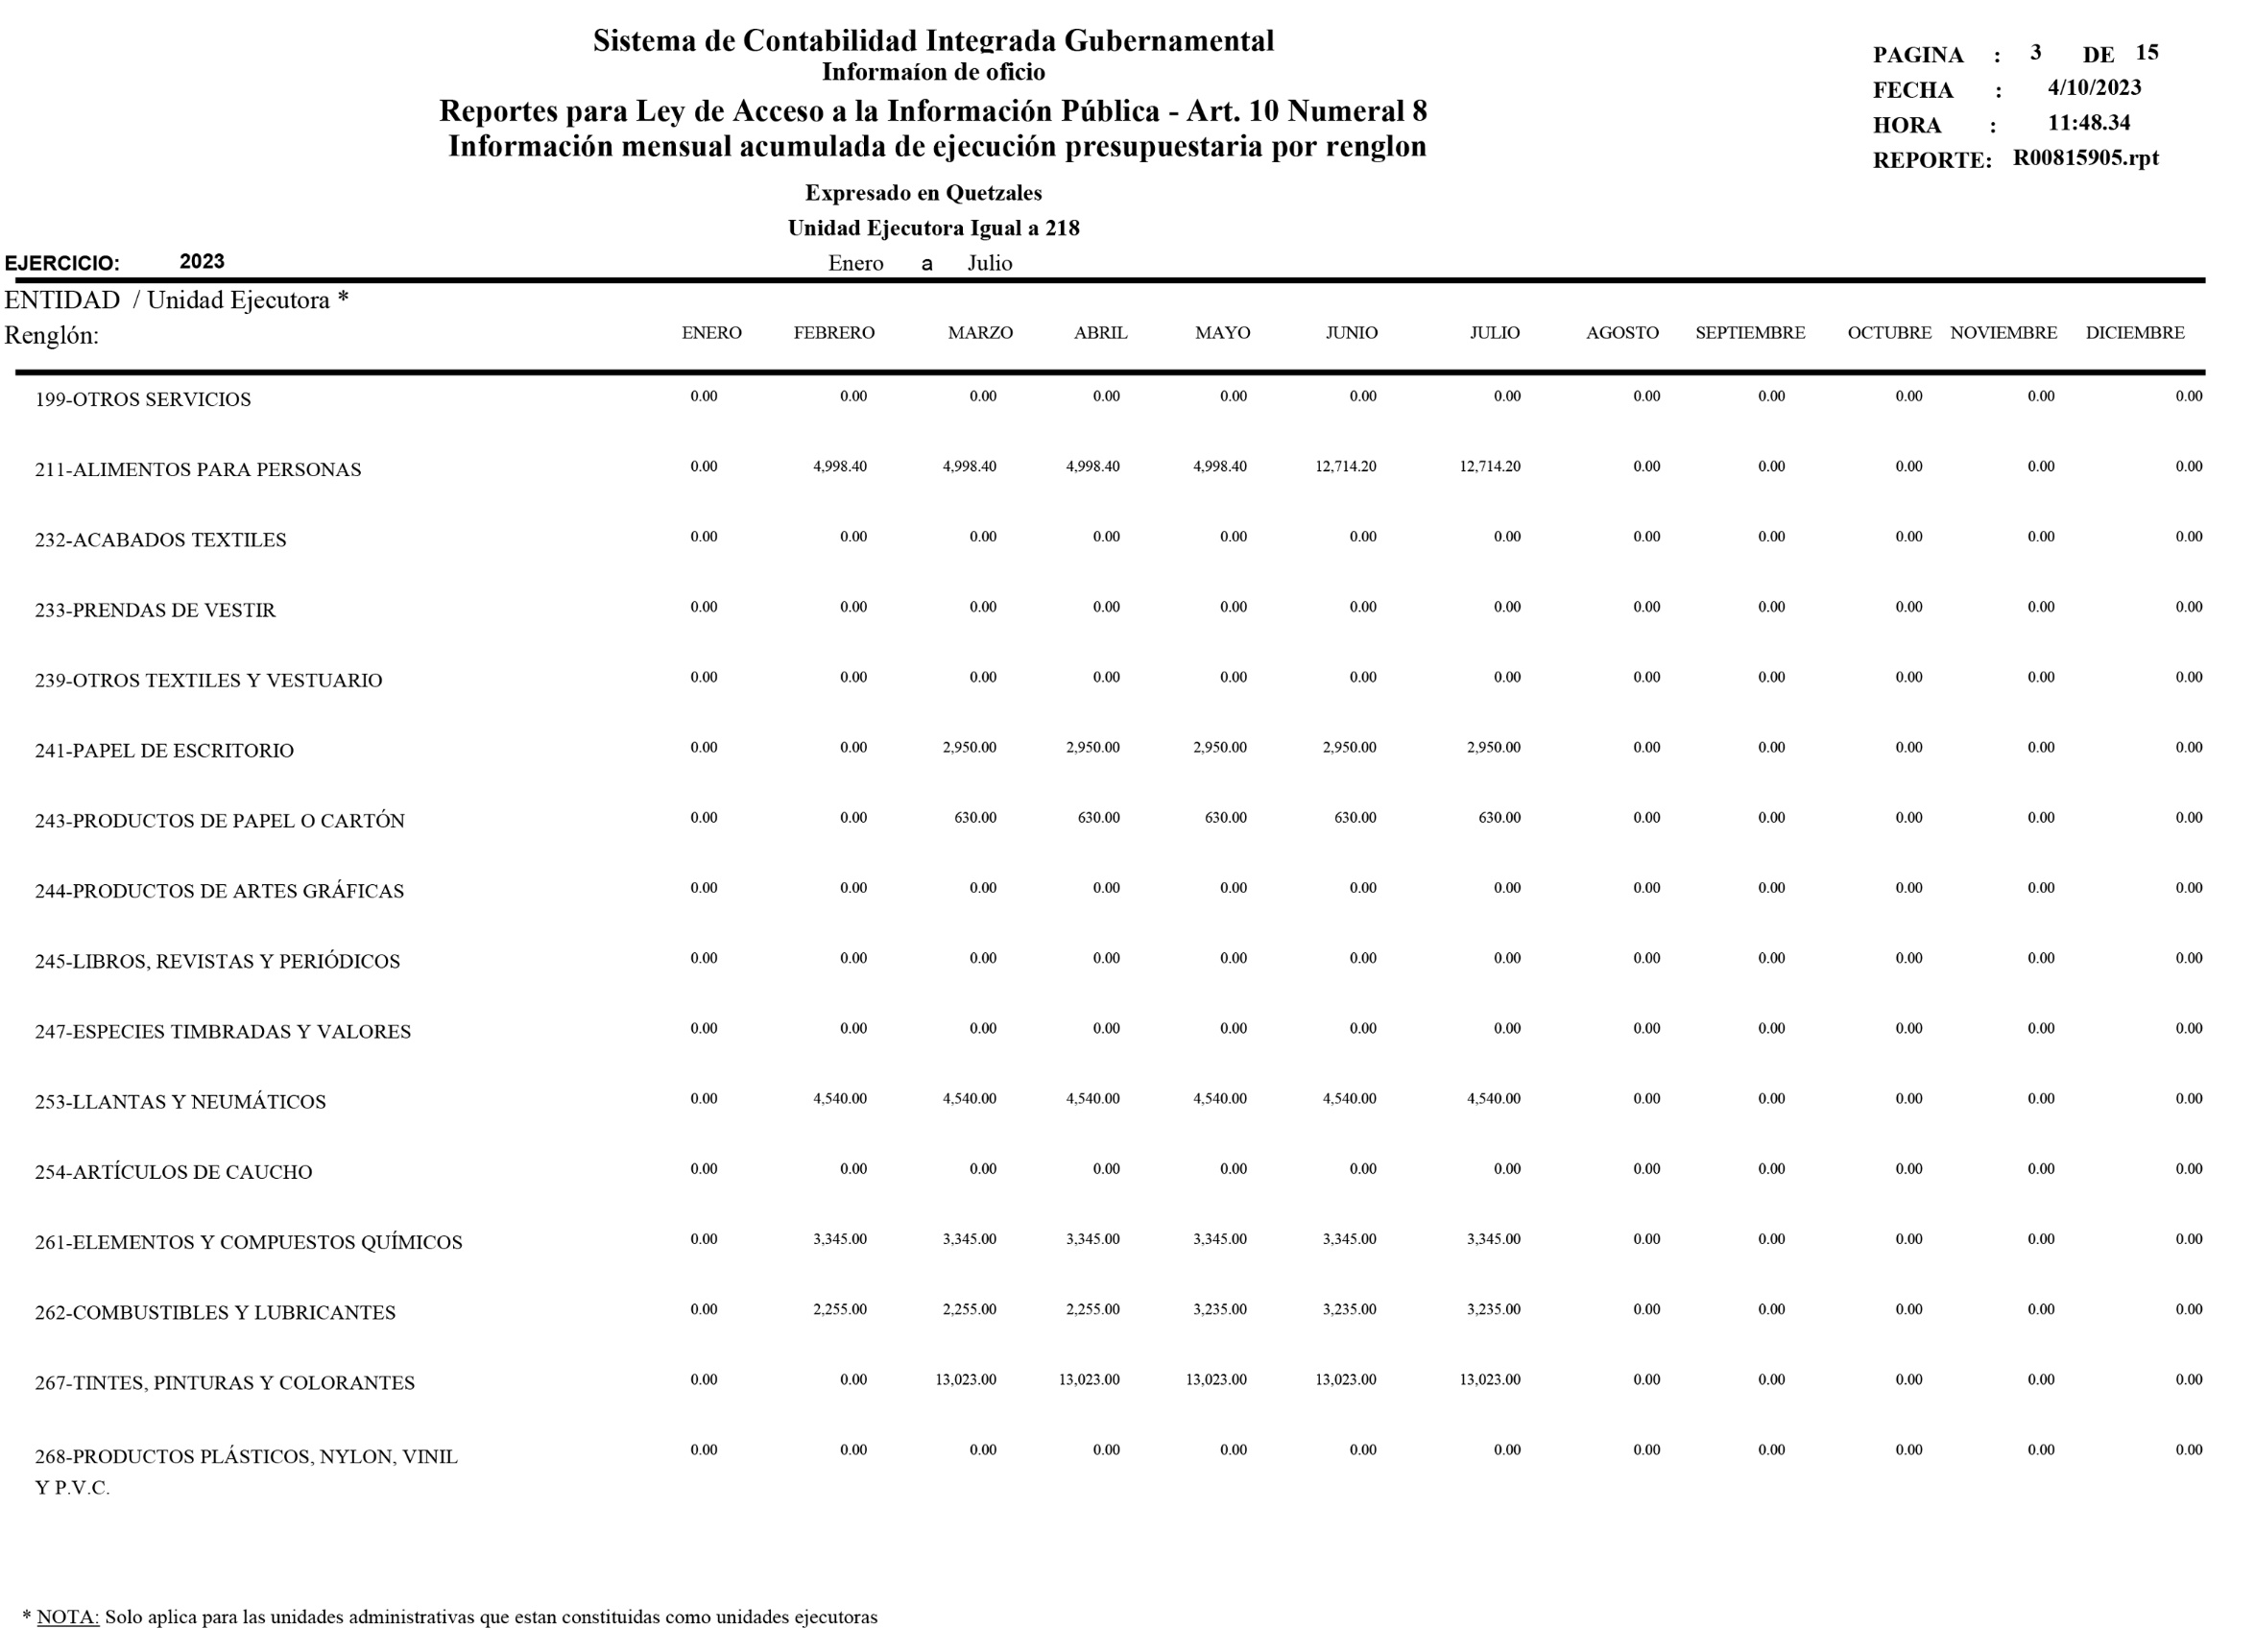 Sistema de Contabilidad Integrada Gubernamental
Informaíon de oficio
Reportes para Ley de Acceso a la Información Pública - Art. 10 Numeral 8
Información mensual acumulada de ejecución presupuestaria por renglon
Expresado en Quetzales
Unidad Ejecutora Igual a 218
PAGINA : 3 DE 15
FECHA : 4/10/2023
HORA : 11:48.34
REPORTE: R00815905.rpt
EJERCICIO: 2023 Enero a Julio
ENTIDAD / Unidad Ejecutora *
Renglón: ENERO FEBRERO MARZO ABRIL MAYO JUNIO JULIO AGOSTO SEPTIEMBRE OCTUBRE NOVIEMBRE DICIEMBRE
199-OTROS SERVICIOS 0.00 0.00 0.00 0.00 0.00 0.00 0.00 0.00 0.00 0.00 0.00 0.00
211-ALIMENTOS PARA PERSONAS 0.00 4,998.40 4,998.40 4,998.40 4,998.40 12,714.20 12,714.20 0.00 0.00 0.00 0.00 0.00
232-ACABADOS TEXTILES 0.00 0.00 0.00 0.00 0.00 0.00 0.00 0.00 0.00 0.00 0.00 0.00
233-PRENDAS DE VESTIR 0.00 0.00 0.00 0.00 0.00 0.00 0.00 0.00 0.00 0.00 0.00 0.00
239-OTROS TEXTILES Y VESTUARIO 0.00 0.00 0.00 0.00 0.00 0.00 0.00 0.00 0.00 0.00 0.00 0.00
241-PAPEL DE ESCRITORIO 0.00 0.00 2,950.00 2,950.00 2,950.00 2,950.00 2,950.00 0.00 0.00 0.00 0.00 0.00
243-PRODUCTOS DE PAPEL O CARTÓN 0.00 0.00 630.00 630.00 630.00 630.00 630.00 0.00 0.00 0.00 0.00 0.00
244-PRODUCTOS DE ARTES GRÁFICAS 0.00 0.00 0.00 0.00 0.00 0.00 0.00 0.00 0.00 0.00 0.00 0.00
245-LIBROS, REVISTAS Y PERIÓDICOS 0.00 0.00 0.00 0.00 0.00 0.00 0.00 0.00 0.00 0.00 0.00 0.00
247-ESPECIES TIMBRADAS Y VALORES 0.00 0.00 0.00 0.00 0.00 0.00 0.00 0.00 0.00 0.00 0.00 0.00
253-LLANTAS Y NEUMÁTICOS 0.00 4,540.00 4,540.00 4,540.00 4,540.00 4,540.00 4,540.00 0.00 0.00 0.00 0.00 0.00
254-ARTÍCULOS DE CAUCHO 0.00 0.00 0.00 0.00 0.00 0.00 0.00 0.00 0.00 0.00 0.00 0.00
261-ELEMENTOS Y COMPUESTOS QUÍMICOS 0.00 3,345.00 3,345.00 3,345.00 3,345.00 3,345.00 3,345.00 0.00 0.00 0.00 0.00 0.00
262-COMBUSTIBLES Y LUBRICANTES 0.00 2,255.00 2,255.00 2,255.00 3,235.00 3,235.00 3,235.00 0.00 0.00 0.00 0.00 0.00
267-TINTES, PINTURAS Y COLORANTES 0.00 0.00 13,023.00 13,023.00 13,023.00 13,023.00 13,023.00 0.00 0.00 0.00 0.00 0.00
268-PRODUCTOS PLÁSTICOS, NYLON, VINIL 0.00 0.00 0.00 0.00 0.00 0.00 0.00 0.00 0.00 0.00 0.00 0.00
Y P.V.C.
* NOTA: Solo aplica para las unidades administrativas que estan constituidas como unidades ejecutoras